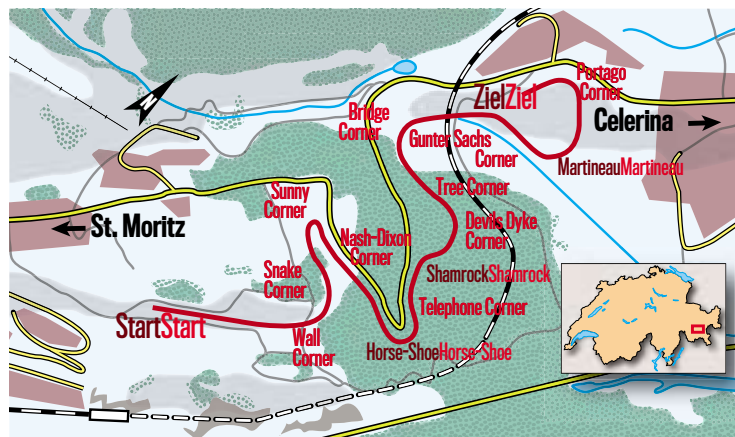 N
Bridge
Corner
ZielZiel
Portago
Corner
Celerina
Gunter Sachs
Corner
MartineauMartineau
Tree Corner
Sunny
Corner
St. Moritz
Nash-Dixon
Corner
Devils Dyke
Corner
Snake
Corner
ShamrockShamrock
Telephone Corner
StartStart
Wall
Corner
Horse-ShoeHorse-Shoe